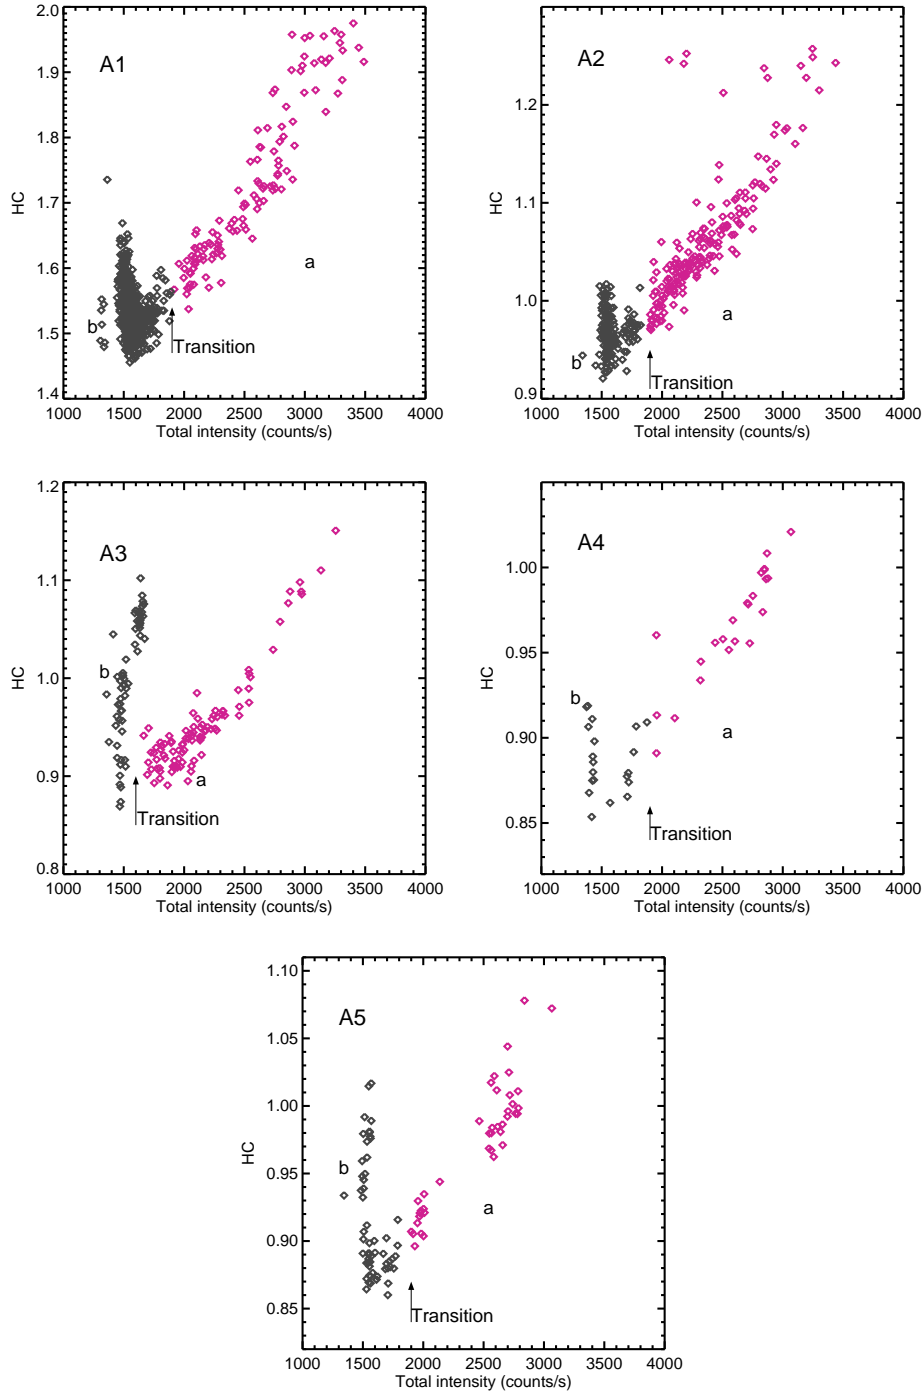 A1
HC
2.0
1.9
1.8
1.7
1.6
1.5
1.4
a
b
Transition
1000 1500 2000 2500 3000 3500 4000
Total intensity (counts/s)
A2
HC
1.2
1.1
1.0
0.9
a
b
Transition
1000 1500 2000 2500 3000 3500 4000
Total intensity (counts/s)
A3
HC
1.2
1.1
1.0
0.9
0.8
b
a
Transition
1000 1500 2000 2500 3000 3500 4000
Total intensity (counts/s)
A4
HC
1.00
0.95
0.90
0.85
b
a
Transition
1000 1500 2000 2500 3000 3500 4000
Total intensity (counts/s)
A5
HC
1.10
1.05
1.00
0.95
0.90
0.85
b
a
Transition
1000 1500 2000 2500 3000 3500 4000
Total intensity (counts/s)